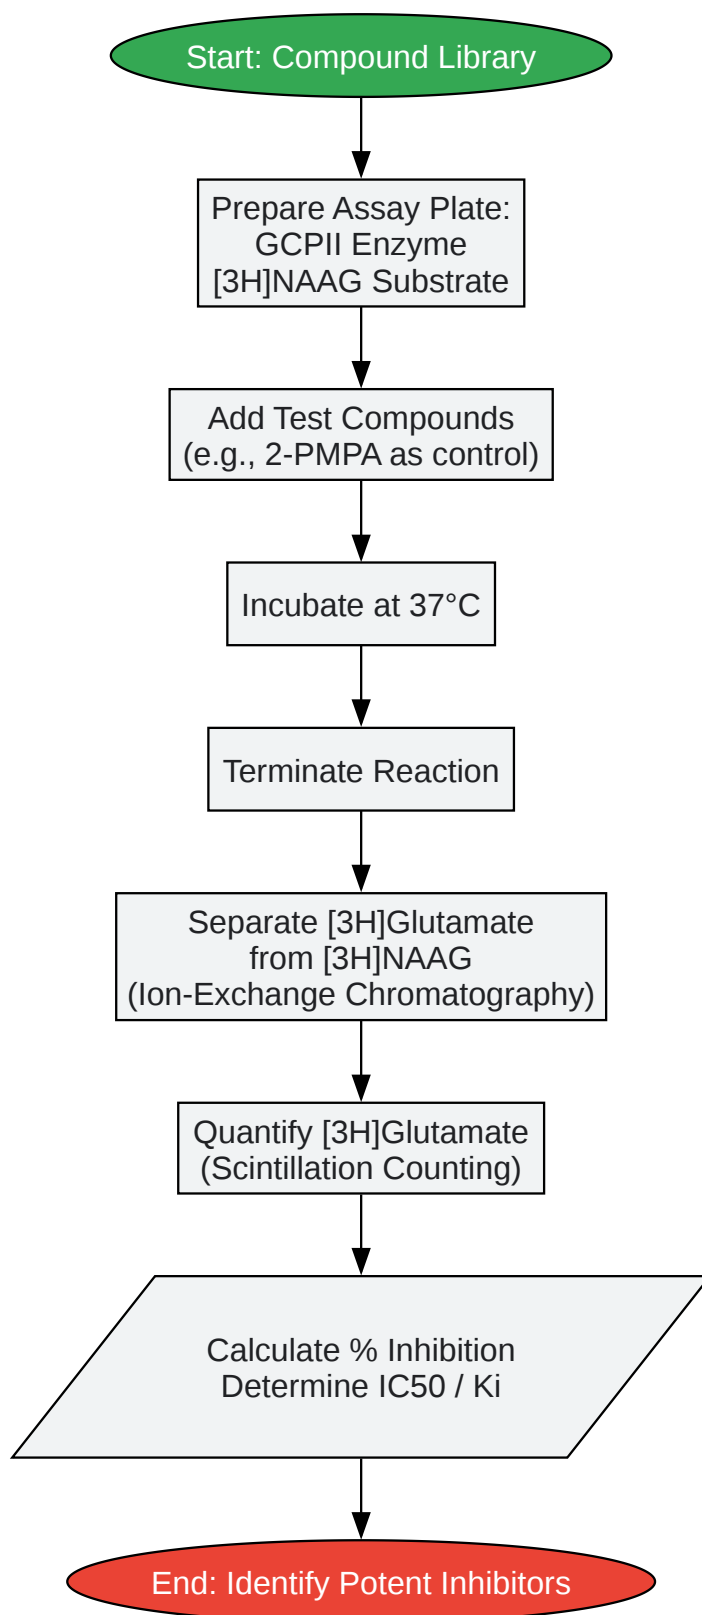 Start: Compound Library
Prepare Assay Plate:
GCPII Enzyme
[3H]NAAG Substrate
Add Test Compounds
(e.g., 2-PMPA as control)
Incubate at 37°C
Terminate Reaction
Separate [3H]Glutamate
from [3H]NAAG
(Ion-Exchange Chromatography)
Quantify [3H]Glutamate
(Scintillation Counting)
Calculate % Inhibition
Determine IC50 / Ki
End: Identify Potent Inhibitors